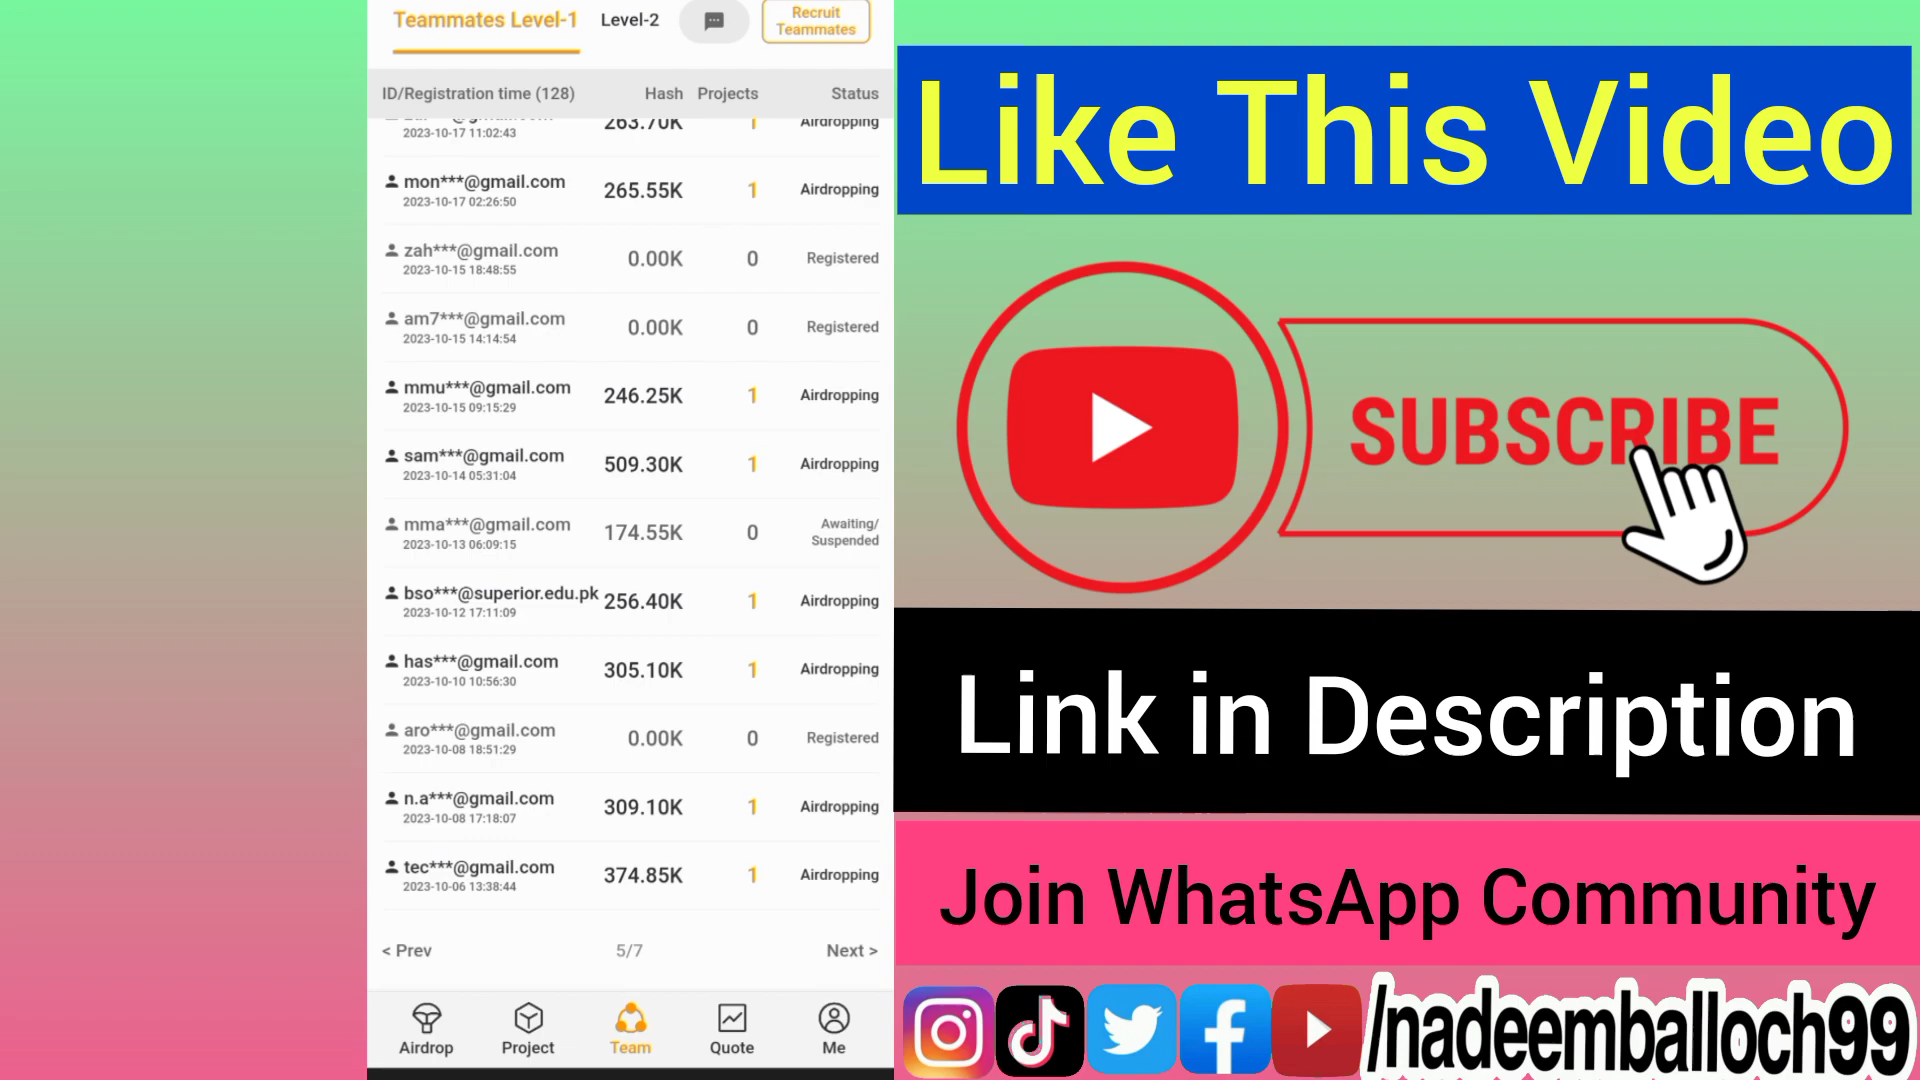 Teammates Level-1 Level-2 Recruit
Teammates
ID/Registration time (128) Hash Projects Status
2023-10-17 11:02:43 263.70K 1 Airdropping
mon***@gmail.com 265.55K 1 Airdropping
2023-10-17 02:26:50
zah***@gmail.com 0.00K 0 Registered
2023-10-15 18:48:55
am7***@gmail.com 0.00K 0 Registered
2023-10-15 14:14:54
mmu***@gmail.com 246.25K 1 Airdropping
2023-10-15 09:15:29
sam***@gmail.com 509.30K 1 Airdropping
2023-10-14 05:31:04
mma***@gmail.com 174.55K 0 Awaiting/
Suspended
2023-10-13 06:09:15
bso***@superior.edu.pk 256.40K 1 Airdropping
2023-10-12 17:11:09
has***@gmail.com 305.10K 1 Airdropping
2023-10-10 10:56:30
aro***@gmail.com 0.00K 0 Registered
2023-10-08 18:51:29
n.a***@gmail.com 309.10K 1 Airdropping
2023-10-08 17:18:07
tec***@gmail.com 374.85K 1 Airdropping
2023-10-06 13:38:44
< Prev 5/7 Next >
Airdrop Project Team Quote Me
Like This Video
SUBSCRIBE
Link in Description
Join WhatsApp Community
/nadeemballoch99